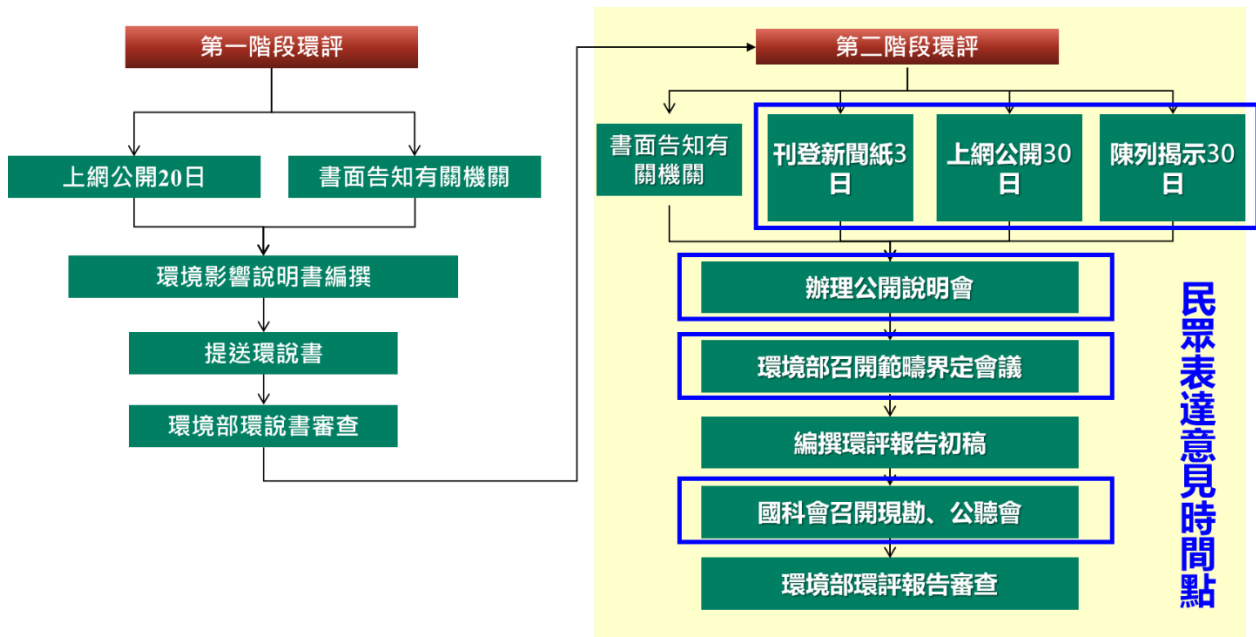 第一階段環評
上網公開20日
書面告知有關機關
環境影響說明書編撰
提送環說書
環境部環說書審查
第二階段環評
書面告知有
關機關
刊登新聞紙3
日
上網公開30
日
陳列揭示30
日
辦理公開說明會
環境部召開範疇界定會議
編撰環評報告初稿
國科會召開現勘、公聽會
環境部環評報告審查
民眾表達意見時間點